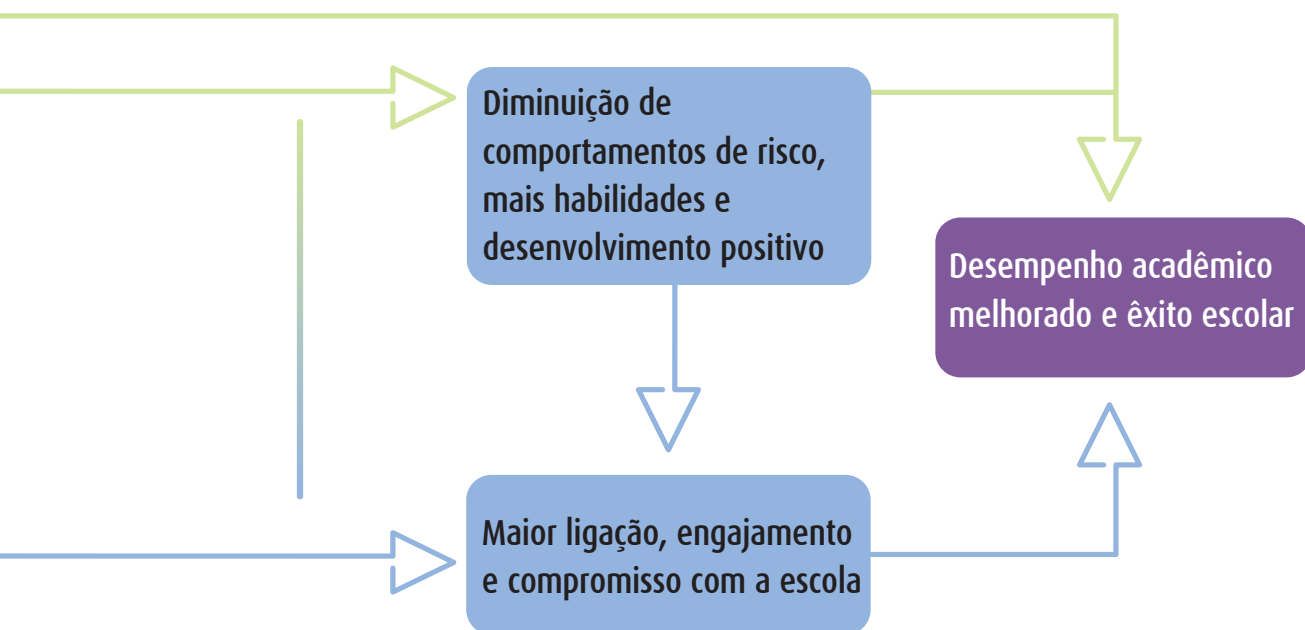 Diminuição de
comportamentos de risco,
mais habilidades e
desenvolvimento positivo
Desempenho acadêmico
melhorado e êxito escolar
Maior ligação, engajamento
e compromisso com a escola